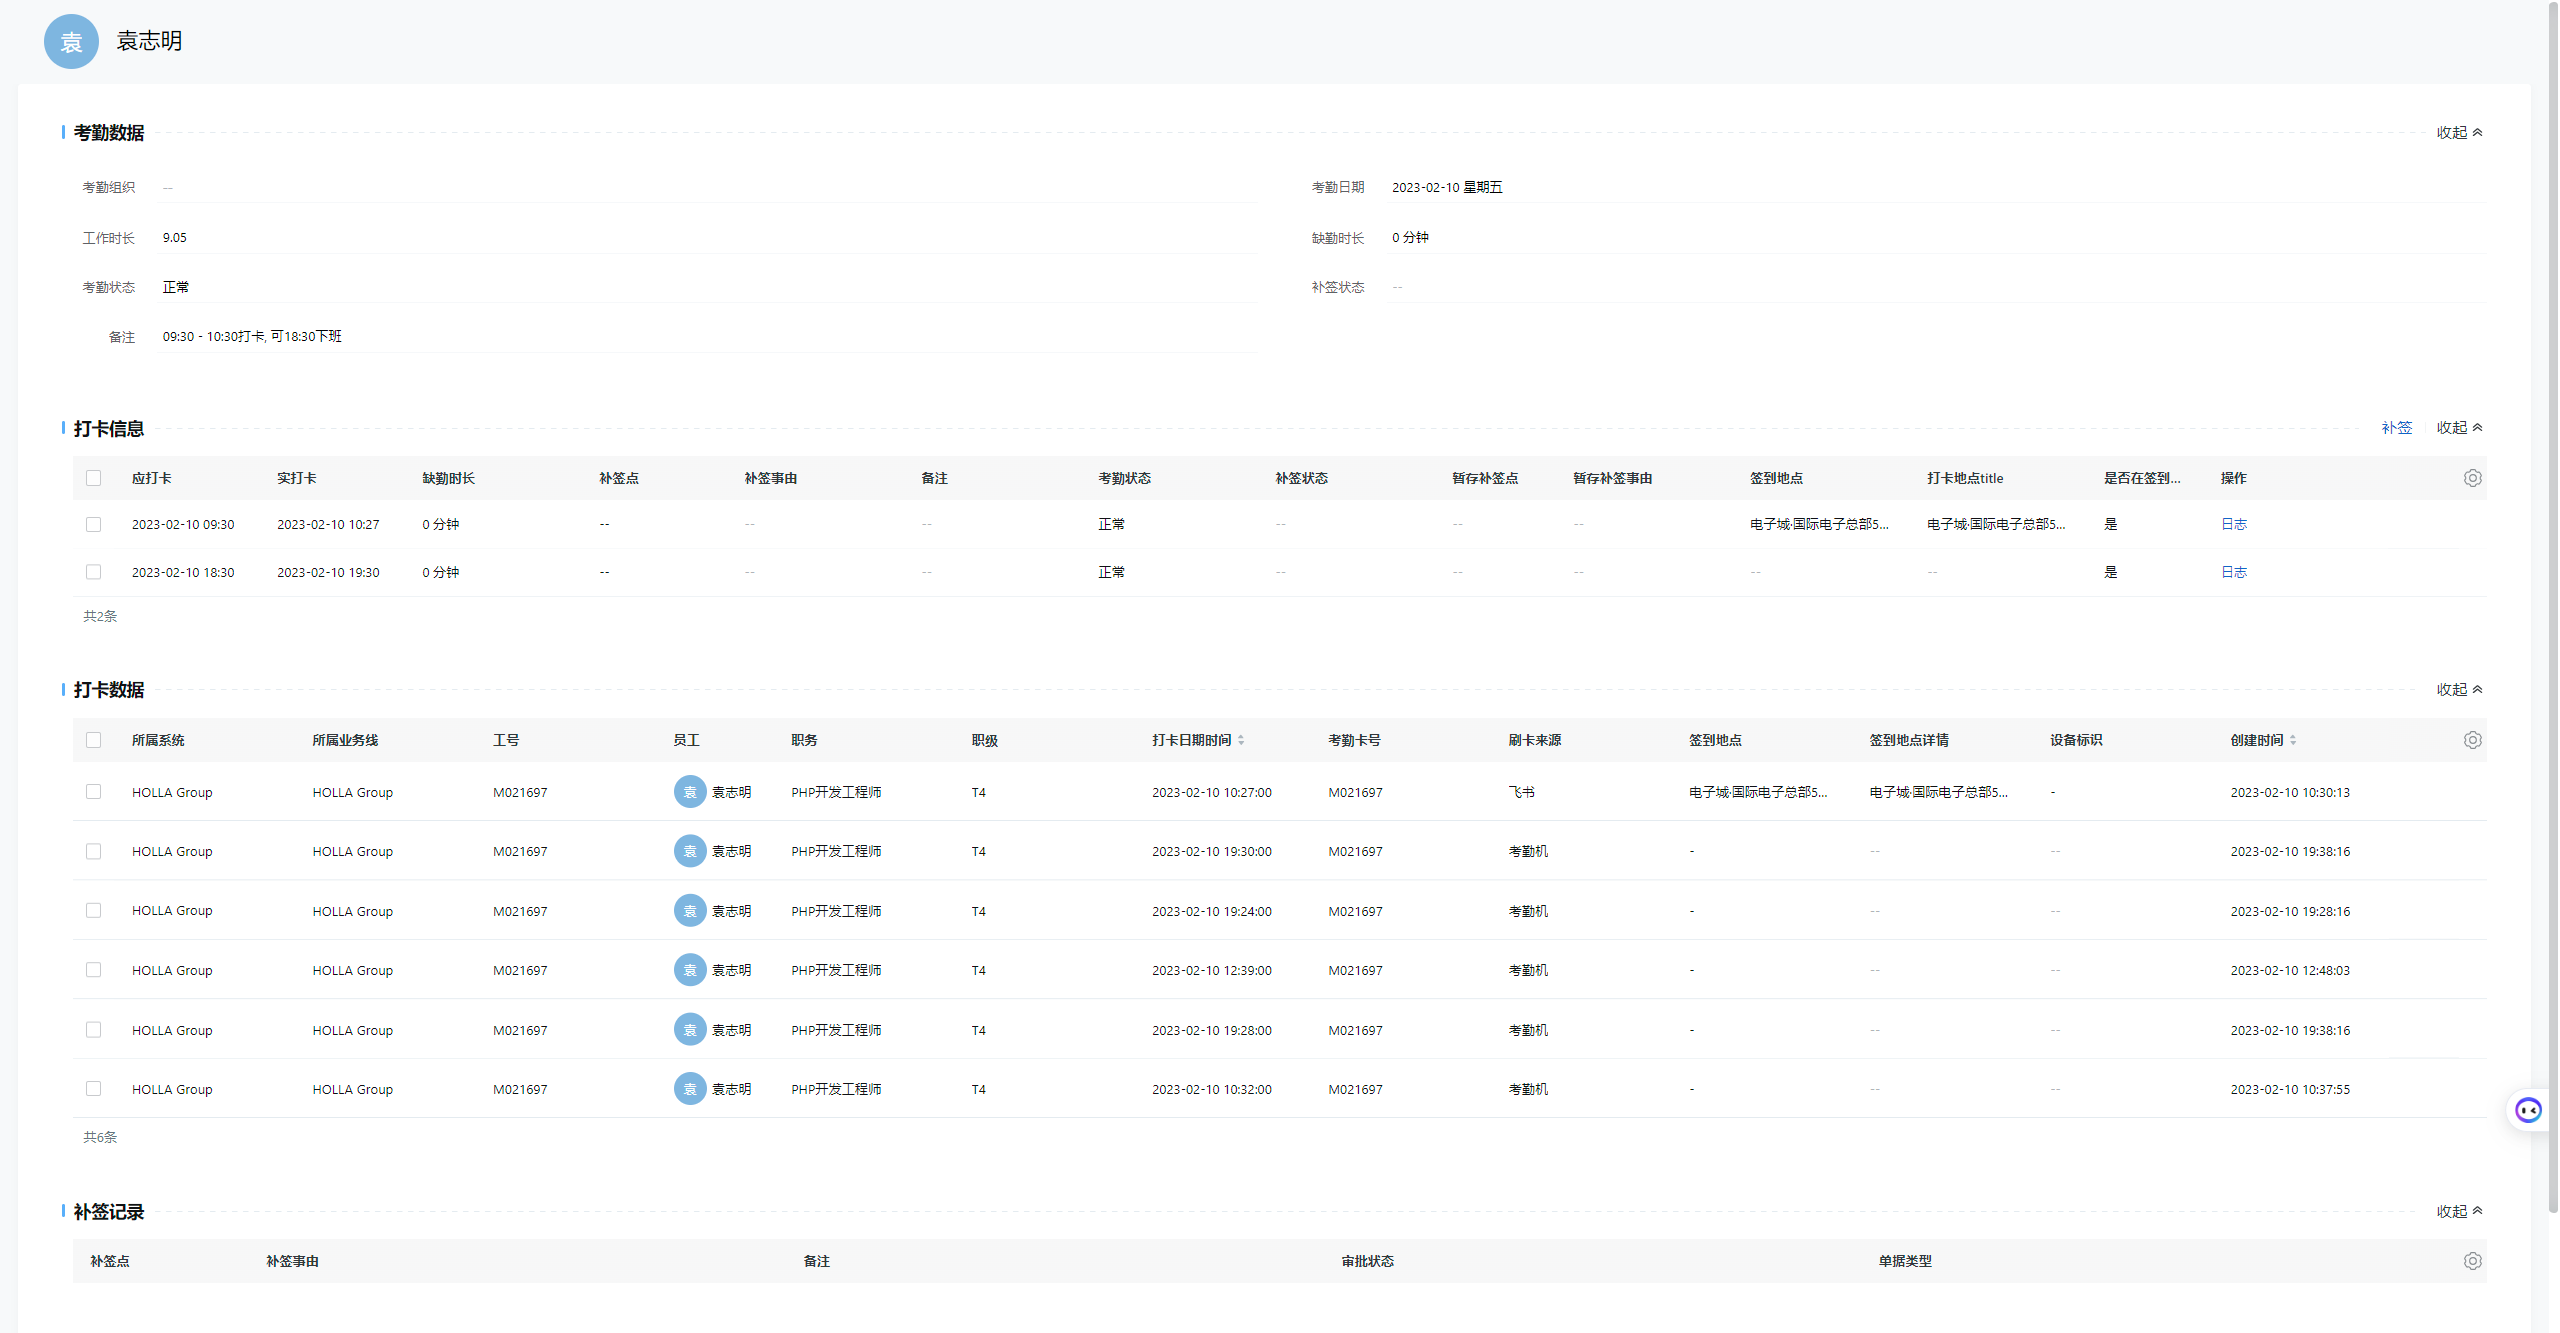 袁 袁志明
考勤数据 收起
考勤组织 -- 考勤日期 2023-02-10 星期五
工作时长 9.05 缺勤时长 0 分钟
考勤状态 正常 补签状态 --
备注 09:30 - 10:30打卡, 可18:30下班
打卡信息 补签 收起
应打卡 实打卡 缺勤时长 补签点 补签事由 备注 考勤状态 补签状态 暂存补签点 暂存补签事由 签到地点 打卡地点title 是否在签到... 操作
2023-02-10 09:30 2023-02-10 10:27 0 分钟 -- -- -- 正常 -- -- -- 电子城·国际电子总部5... 电子城·国际电子总部5... 是 日志
2023-02-10 18:30 2023-02-10 19:30 0 分钟 -- -- -- 正常 -- -- -- -- -- 是 日志
共2条
打卡数据 收起
所属系统 所属业务线 工号 员工 职务 职级 打卡日期时间 考勤卡号 刷卡来源 签到地点 签到地点详情 设备标识 创建时间
HOLLA Group HOLLA Group M021697 袁 袁志明 PHP开发工程师 T4 2023-02-10 10:27:00 M021697 飞书 电子城·国际电子总部5... 电子城·国际电子总部5... - 2023-02-10 10:30:13
HOLLA Group HOLLA Group M021697 袁 袁志明 PHP开发工程师 T4 2023-02-10 19:30:00 M021697 考勤机 - -- -- 2023-02-10 19:38:16
HOLLA Group HOLLA Group M021697 袁 袁志明 PHP开发工程师 T4 2023-02-10 19:24:00 M021697 考勤机 - -- -- 2023-02-10 19:28:16
HOLLA Group HOLLA Group M021697 袁 袁志明 PHP开发工程师 T4 2023-02-10 12:39:00 M021697 考勤机 - -- -- 2023-02-10 12:48:03
HOLLA Group HOLLA Group M021697 袁 袁志明 PHP开发工程师 T4 2023-02-10 19:28:00 M021697 考勤机 - -- -- 2023-02-10 19:38:16
HOLLA Group HOLLA Group M021697 袁 袁志明 PHP开发工程师 T4 2023-02-10 10:32:00 M021697 考勤机 - -- -- 2023-02-10 10:37:55
共6条
补签记录 收起
补签点 补签事由 备注 审批状态 单据类型